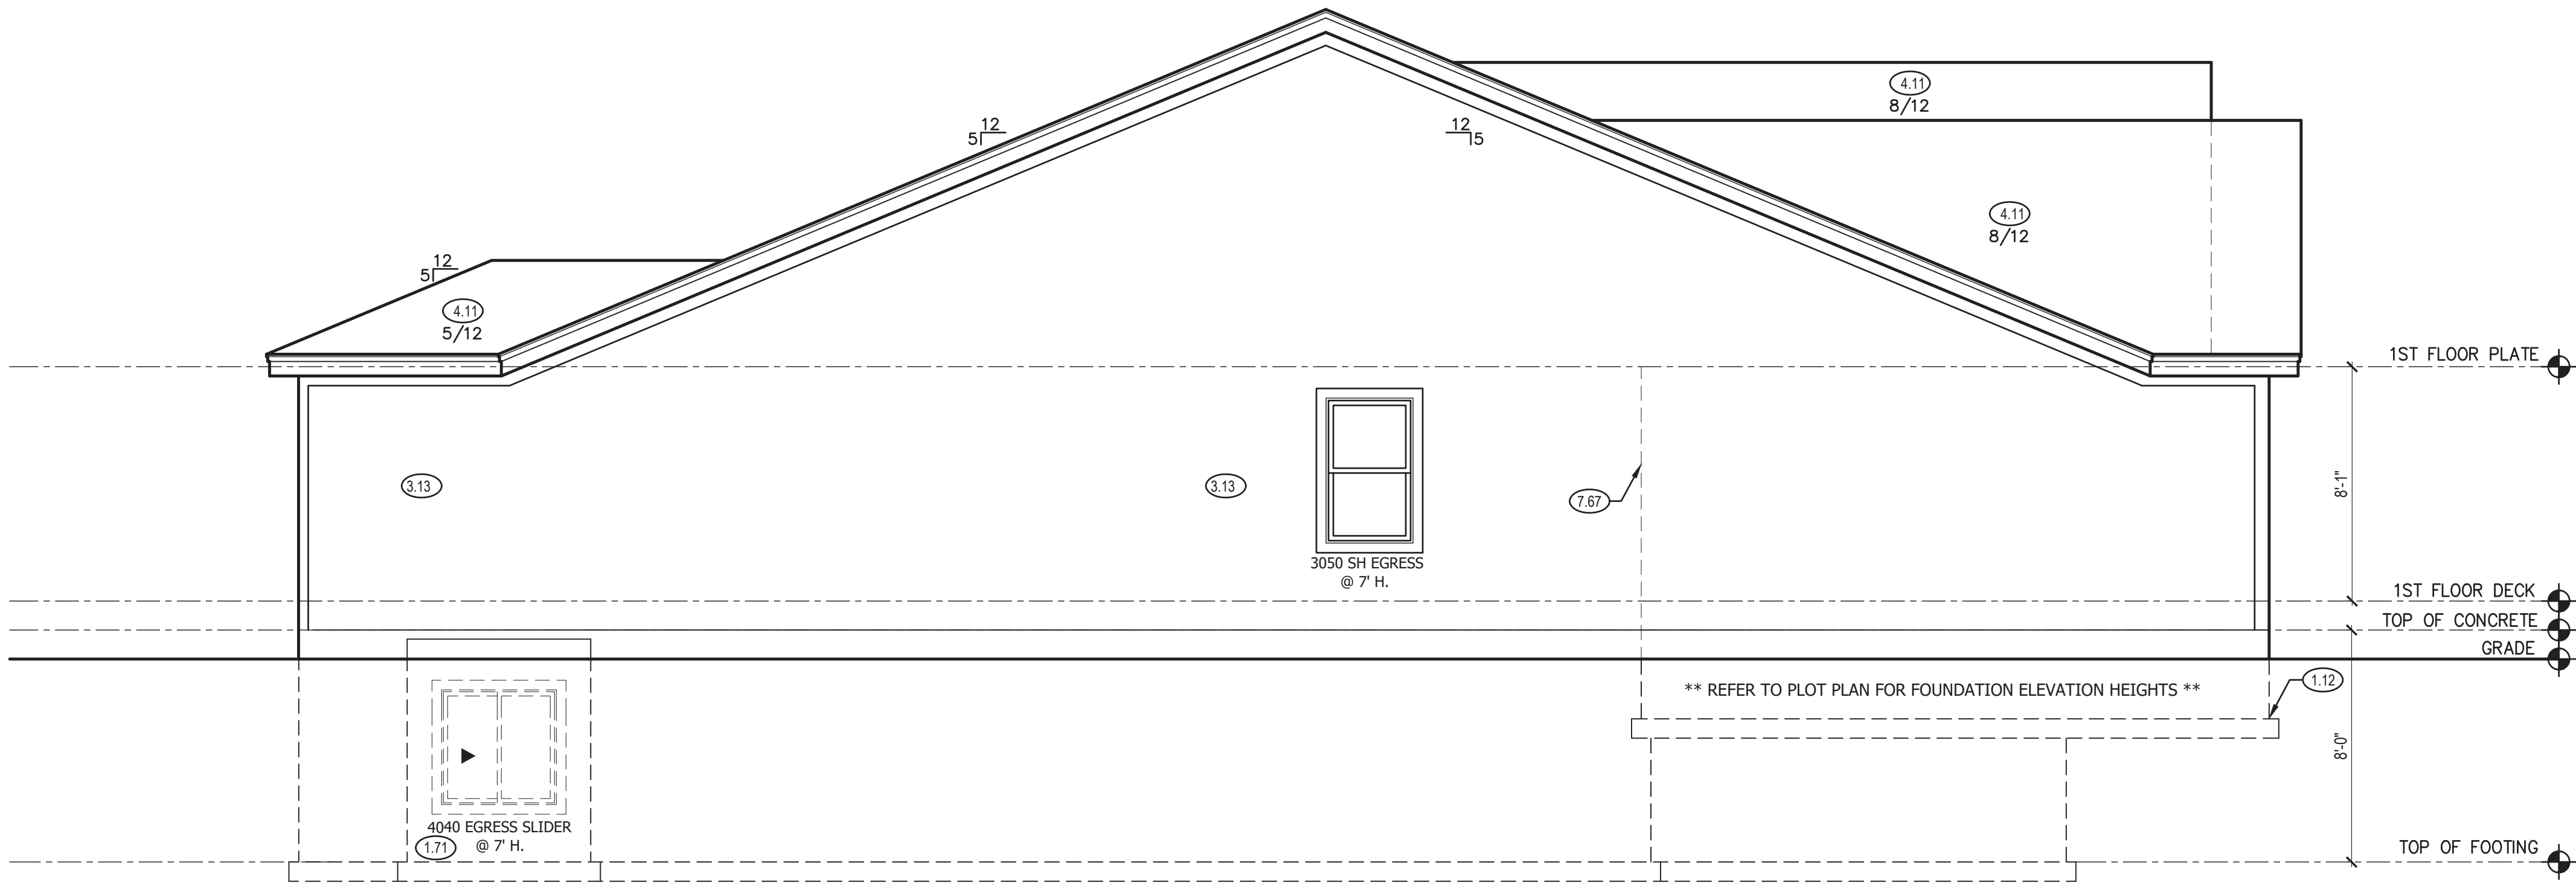 4.11
8/12
12
5
12
5
4.11
8/12
12
5
4.11
5/12
1ST FLOOR PLATE
3.13
3.13
7.67
8'-1"
3050 SH EGRESS
@ 7' H.
1ST FLOOR DECK
TOP OF CONCRETE
GRADE
** REFER TO PLOT PLAN FOR FOUNDATION ELEVATION HEIGHTS **
1.12
8'-0"
4040 EGRESS SLIDER
@ 7' H.
1.71
TOP OF FOOTING